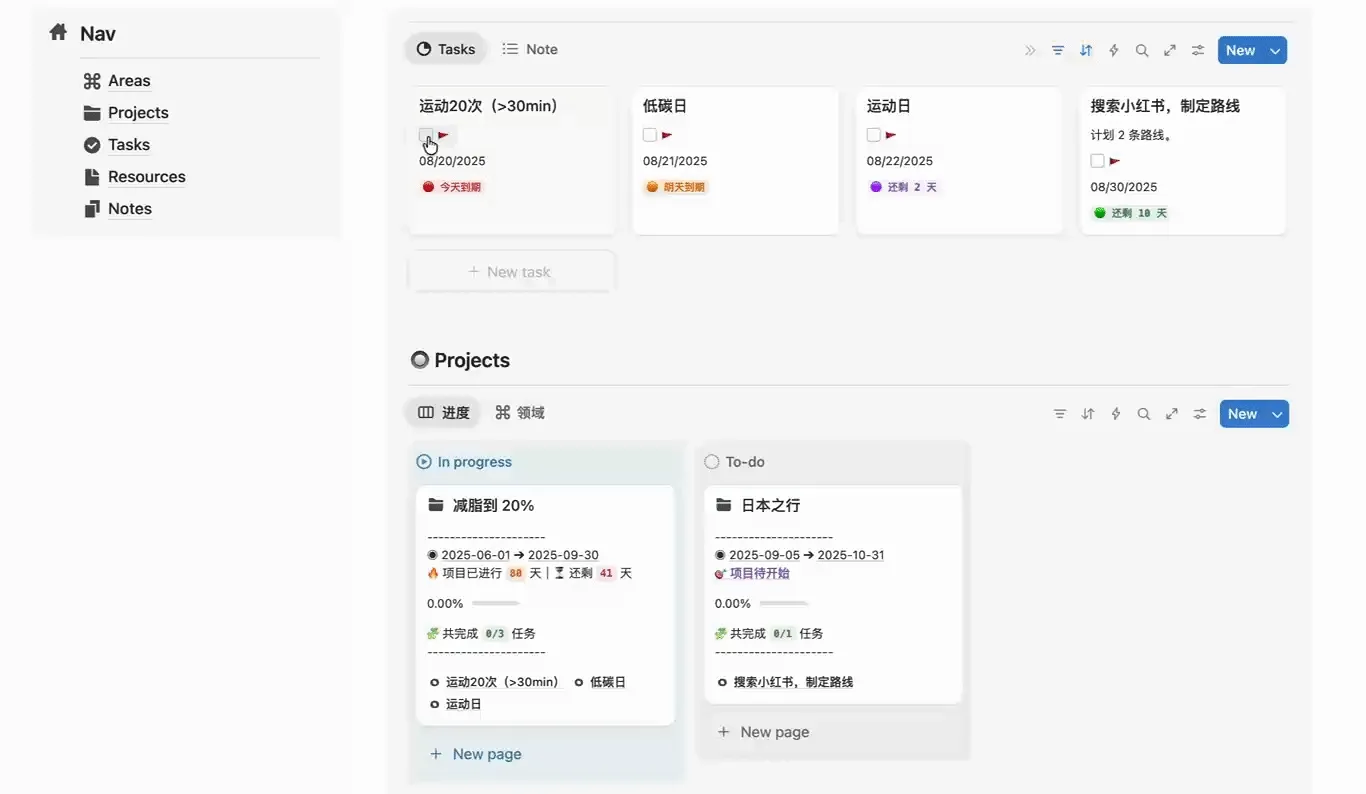 Nav
Areas
Projects
Tasks
Resources
Notes
Tasks
Note
New
运动20次（>30min）
08/20/2025
今天到期
低碳日
08/21/2025
明天到期
运动日
08/22/2025
还剩 2 天
搜索小红书，制定路线
计划 2 条路线。
08/30/2025
还剩 10 天
+ New task
Projects
进度
领域
New
In progress
减脂到 20%
---------------------
2025-06-01 → 2025-09-30
项目已进行 80 天 | 还剩 41 天
0.00%
共完成 0/3 任务
---------------------
运动20次（>30min）
低碳日
运动日
+ New page
To-do
日本之行
---------------------
2025-09-05 → 2025-10-31
项目待开始
0.00%
共完成 0/1 任务
---------------------
搜索小红书，制定路线
+ New page